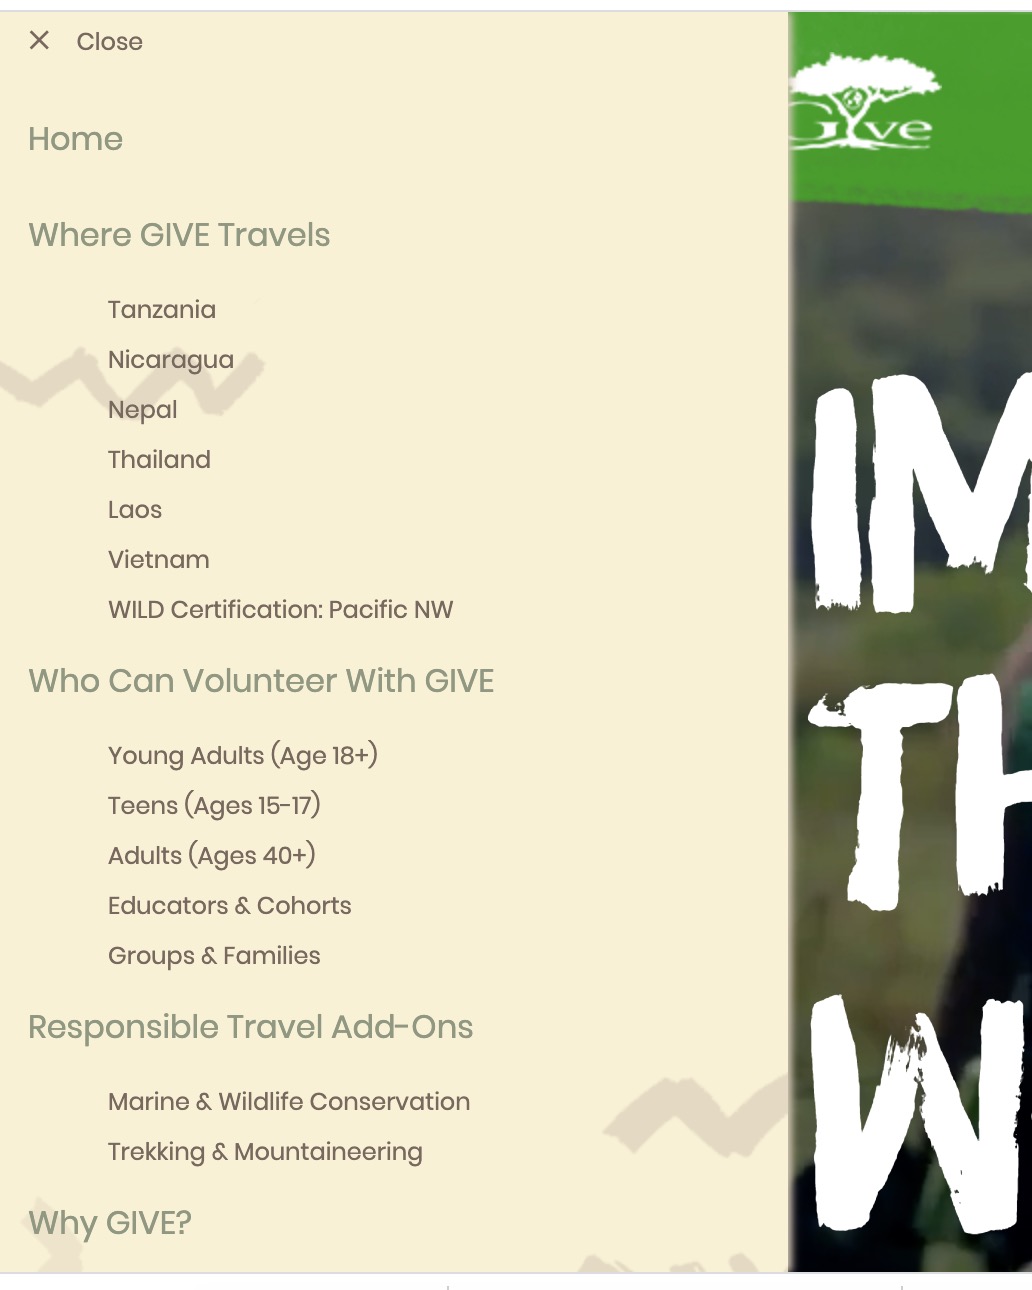 Close
Home
Where GIVE Travels
Tanzania
Nicaragua
Nepal
Thailand
Laos
Vietnam
WILD Certification: Pacific NW
Who Can Volunteer With GIVE
Young Adults (Age 18+)
Teens (Ages 15-17)
Adults (Ages 40+)
Educators & Cohorts
Groups & Families
Responsible Travel Add-Ons
Marine & Wildlife Conservation
Trekking & Mountaineering
Why GIVE?
Give
IM
TH
W